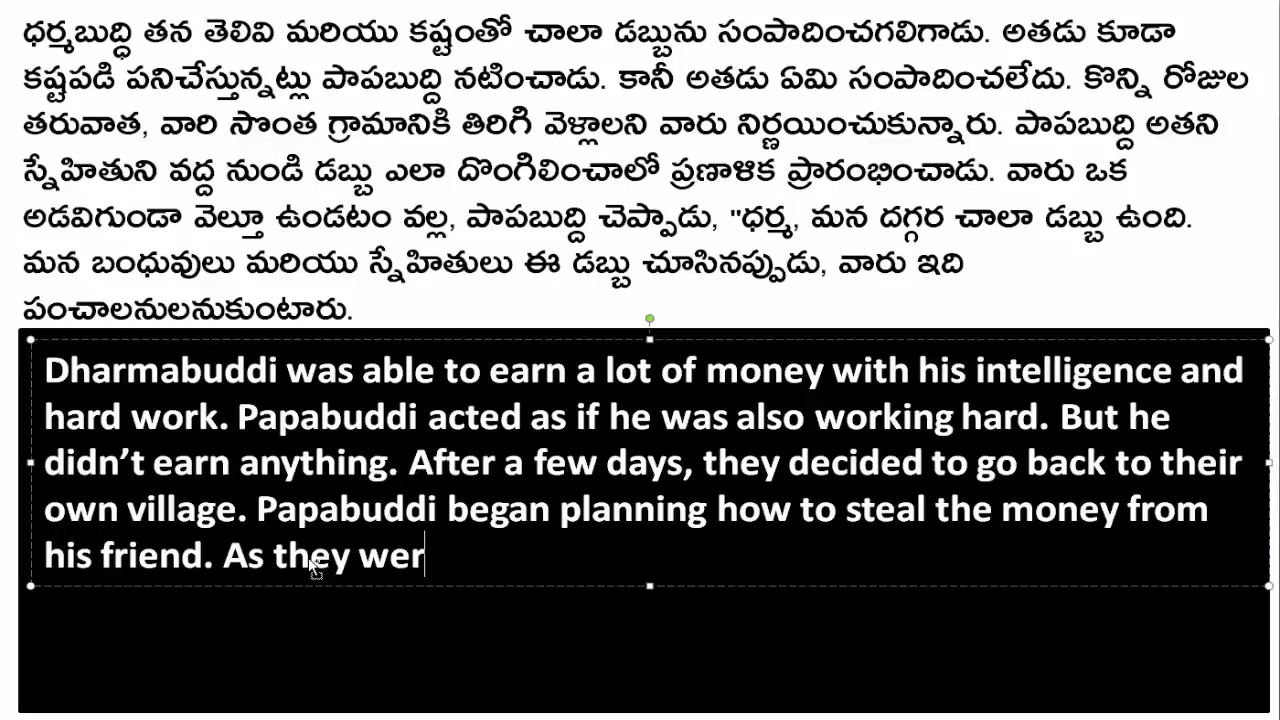 ధర్మబుద్ధి తన తెలివి మరియు కష్టంతో చాలా డబ్బును సంపాదించగలిగాడు. అతడు కూడా
కష్టపడి పనిచేస్తున్నట్లు పాపబుద్ది నటించాడు. కానీ అతడు ఏమి సంపాదించలేదు. కొన్ని రోజుల
తరువాత, వారి సొంత గ్రామానికి తిరిగి వెళ్లాలని వారు నిర్ణయించుకున్నారు. పాపబుద్ది అతని
స్నేహితుని వద్ద నుండి డబ్బు ఎలా దొంగిలించాలో ప్రణాళిక ప్రారంభించాడు. వారు ఒక
అడవిగుండా వెల్తూ ఉండటం వల్ల, పాపబుద్ది చెప్పాడు, "ధర్మ, మన దగ్గర చాలా డబ్బు ఉంది.
మన బంధువులు మరియు స్నేహితులు ఈ డబ్బు చూసినప్పుడు, వారు ఇది
పంచాలనులనుకుంటారు.
Dharmabuddi was able to earn a lot of money with his intelligence and
hard work. Papabuddi acted as if he was also working hard. But he
didn’t earn anything. After a few days, they decided to go back to their
own village. Papabuddi began planning how to steal the money from
his friend. As they wer